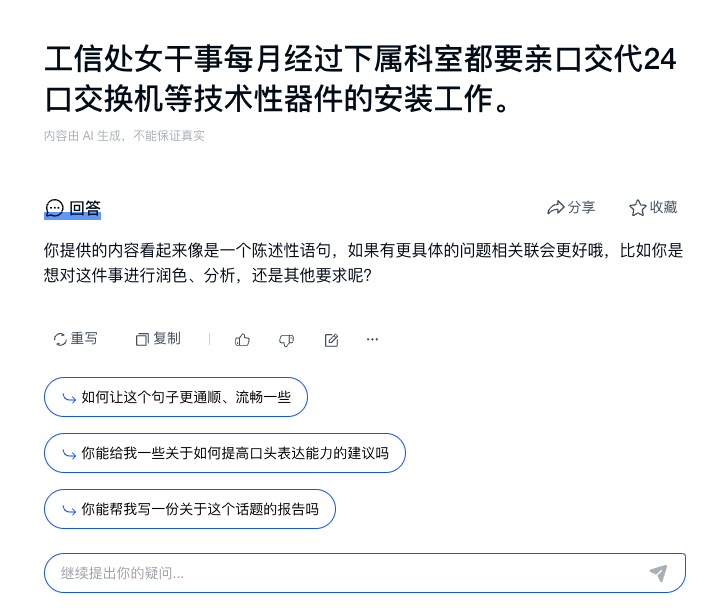 工信处女干事每月经过下属科室都要亲口交代24
口交换机等技术性器件的安装工作。
内容由 AI 生成，不能保证真实
回答
分享
收藏
你提供的内容看起来像是一个陈述性语句，如果有更具体的问题相关联会更好哦，比如你是
想对这件事进行润色、分析，还是其他要求呢？
重写
复制
如何让这个句子更通顺、流畅一些
你能给我一些关于如何提高口头表达能力的建议吗
你能帮我写一份关于这个话题的报告吗
继续提出你的疑问...